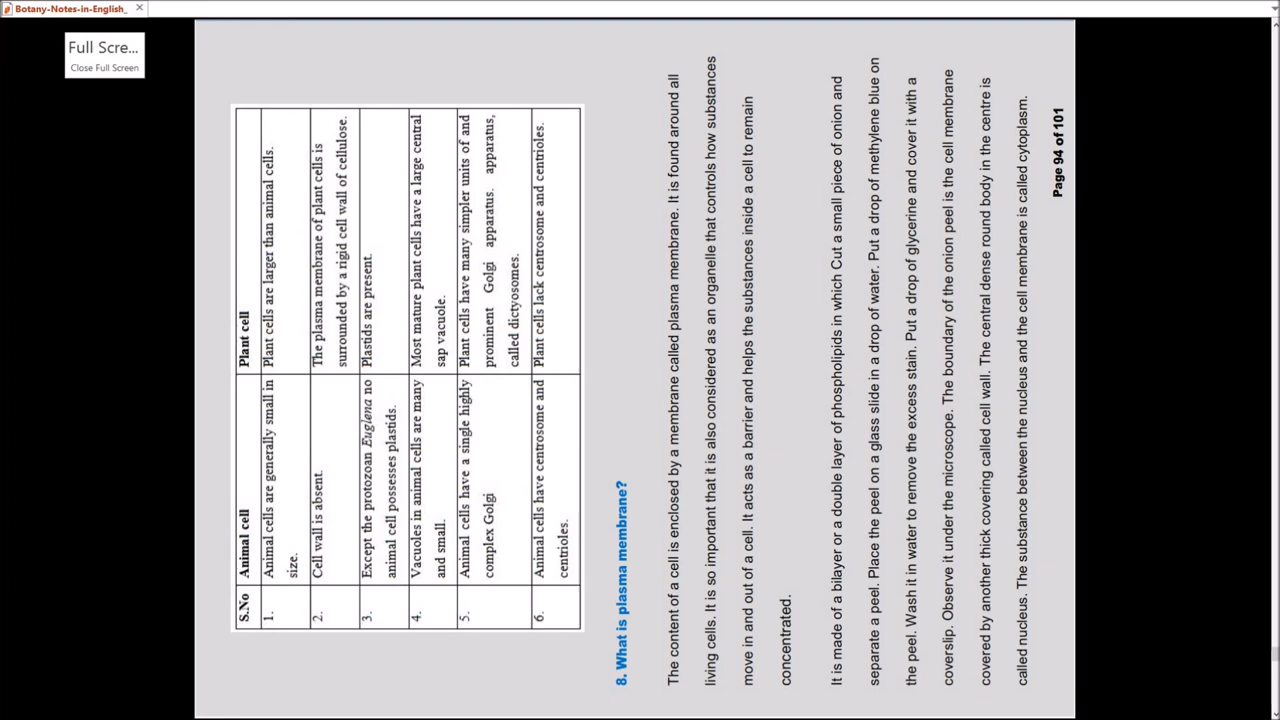 Botany-Notes-in-English_
Full Scre...
Close Full Screen
S.No Animal cell Plant cell
1. Animal cells are generally small in Plant cells are larger than animal cells.
size.
2. Cell wall is absent. The plasma membrane of plant cells is
surrounded by a rigid cell wall of cellulose.
3. Except the protozoan Euglena no Plastids are present.
animal cell possesses plastids.
4. Vacuoles in animal cells are many Most mature plant cells have a large central
and small. sap vacuole.
5. Animal cells have a single highly Plant cells have many simpler units of and
complex Golgi prominent Golgi apparatus. apparatus,
called dictyosomes.
6. Animal cells have centrosome and Plant cells lack centrosome and centrioles.
centrioles.
8. What is plasma membrane?
The content of a cell is enclosed by a membrane called plasma membrane. It is found around all
living cells. It is so important that it is also considered as an organelle that controls how substances
move in and out of a cell. It acts as a barrier and helps the substances inside a cell to remain
concentrated.
It is made of a bilayer or a double layer of phospholipids in which Cut a small piece of onion and
separate a peel. Place the peel on a glass slide in a drop of water. Put a drop of methylene blue on
the peel. Wash it in water to remove the excess stain. Put a drop of glycerine and cover it with a
coverslip. Observe it under the microscope. The boundary of the onion peel is the cell membrane
covered by another thick covering called cell wall. The central dense round body in the centre is
called nucleus. The substance between the nucleus and the cell membrane is called cytoplasm.
Page 94 of 101